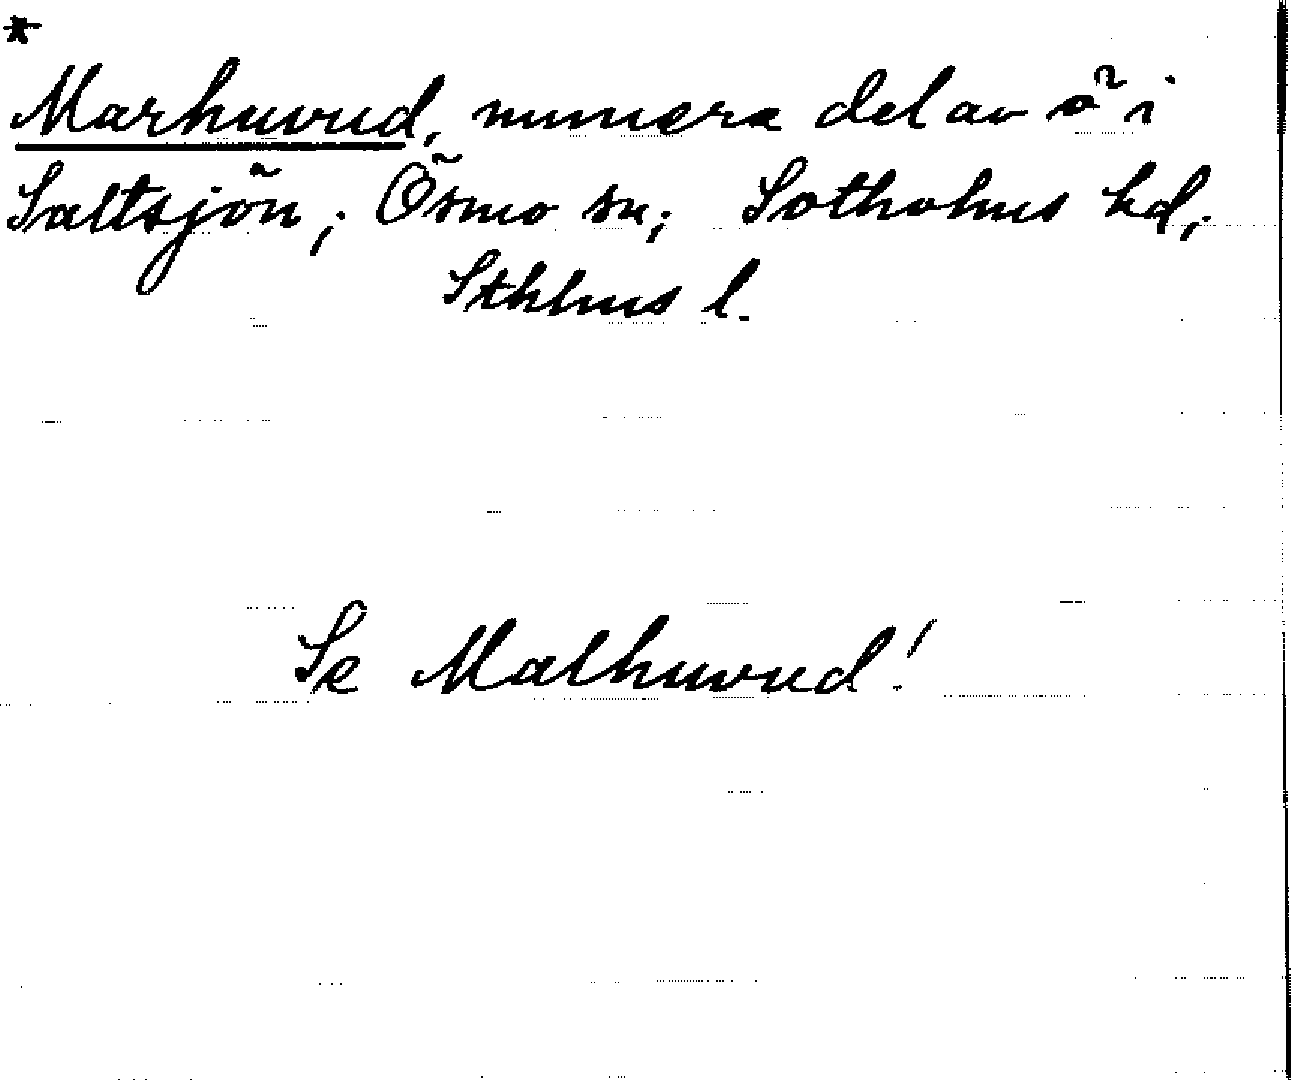 *
Marhuvud, numera del av ö i
Saltsjön; Ösmo sn; Sotholms hd,
Sthlms l.
Se Malhuvud!